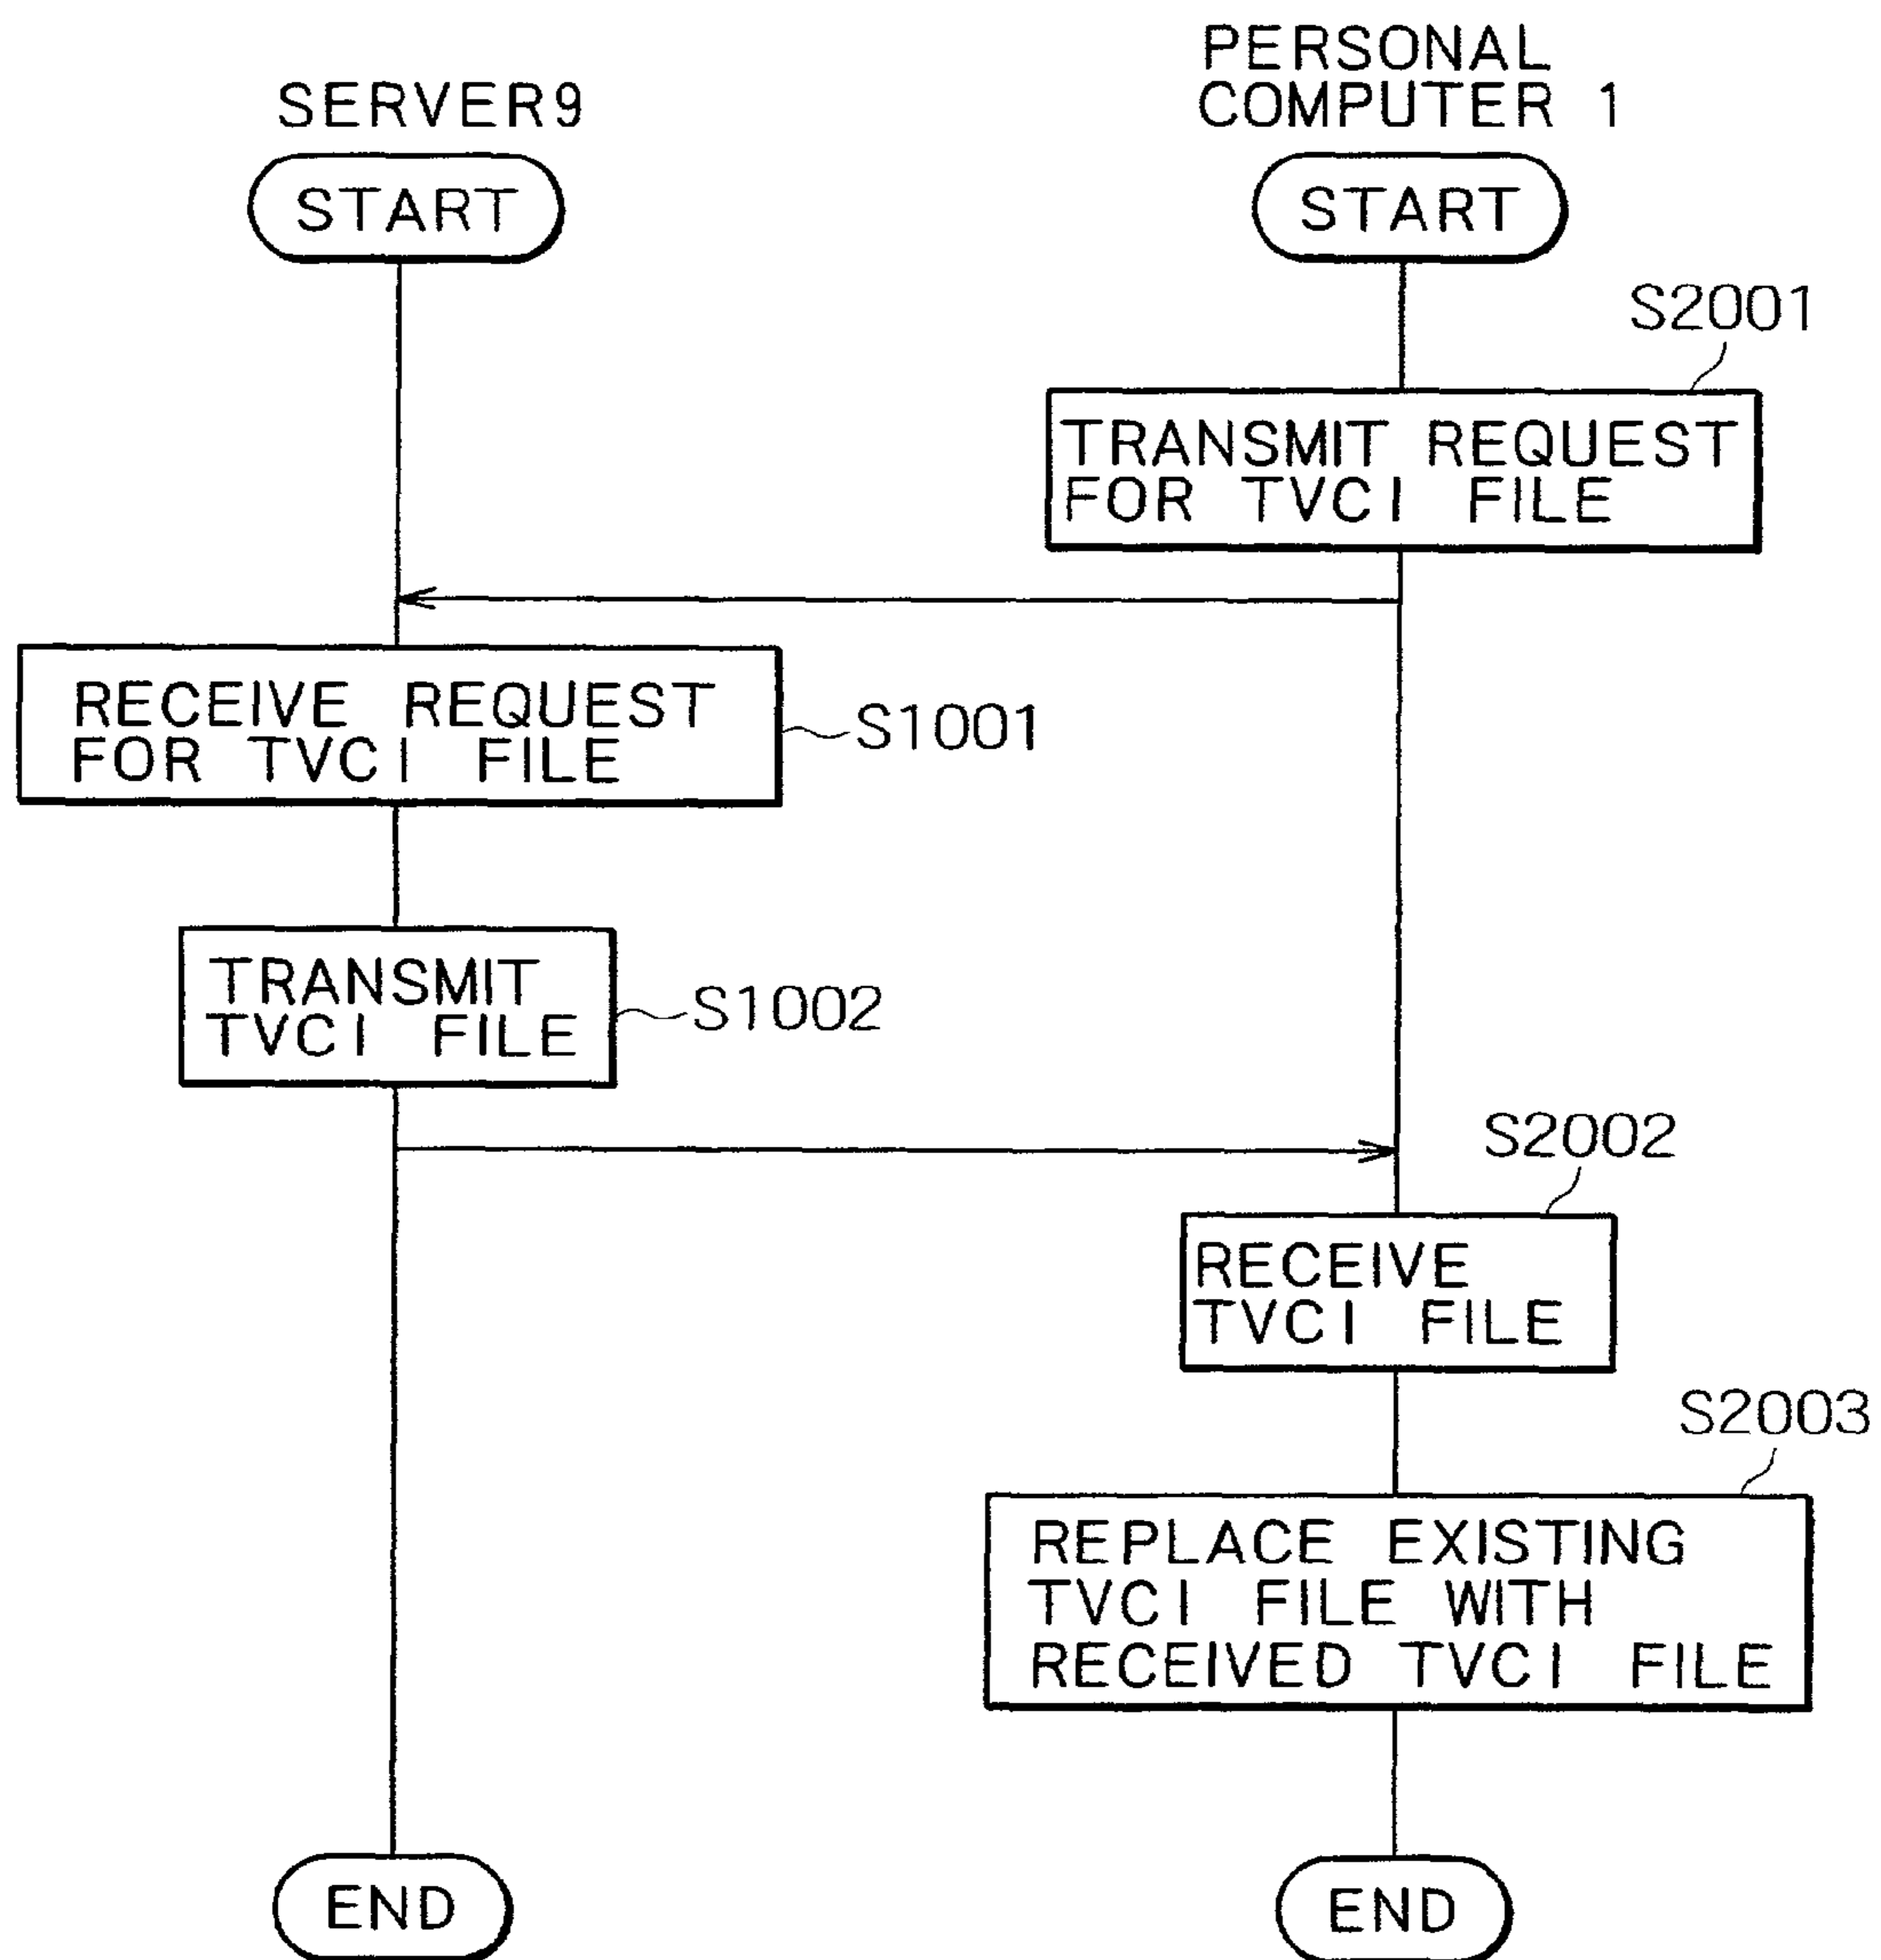 SERVER9
START
RECEIVE REQUEST
FOR TVCI FILE
S1001
TRANSMIT
TVCI FILE
S1002
END
PERSONAL
COMPUTER 1
START
S2001
TRANSMIT REQUEST
FOR TVCI FILE
S2002
RECEIVE
TVCI FILE
S2003
REPLACE EXISTING
TVCI FILE WITH
RECEIVED TVCI FILE
END